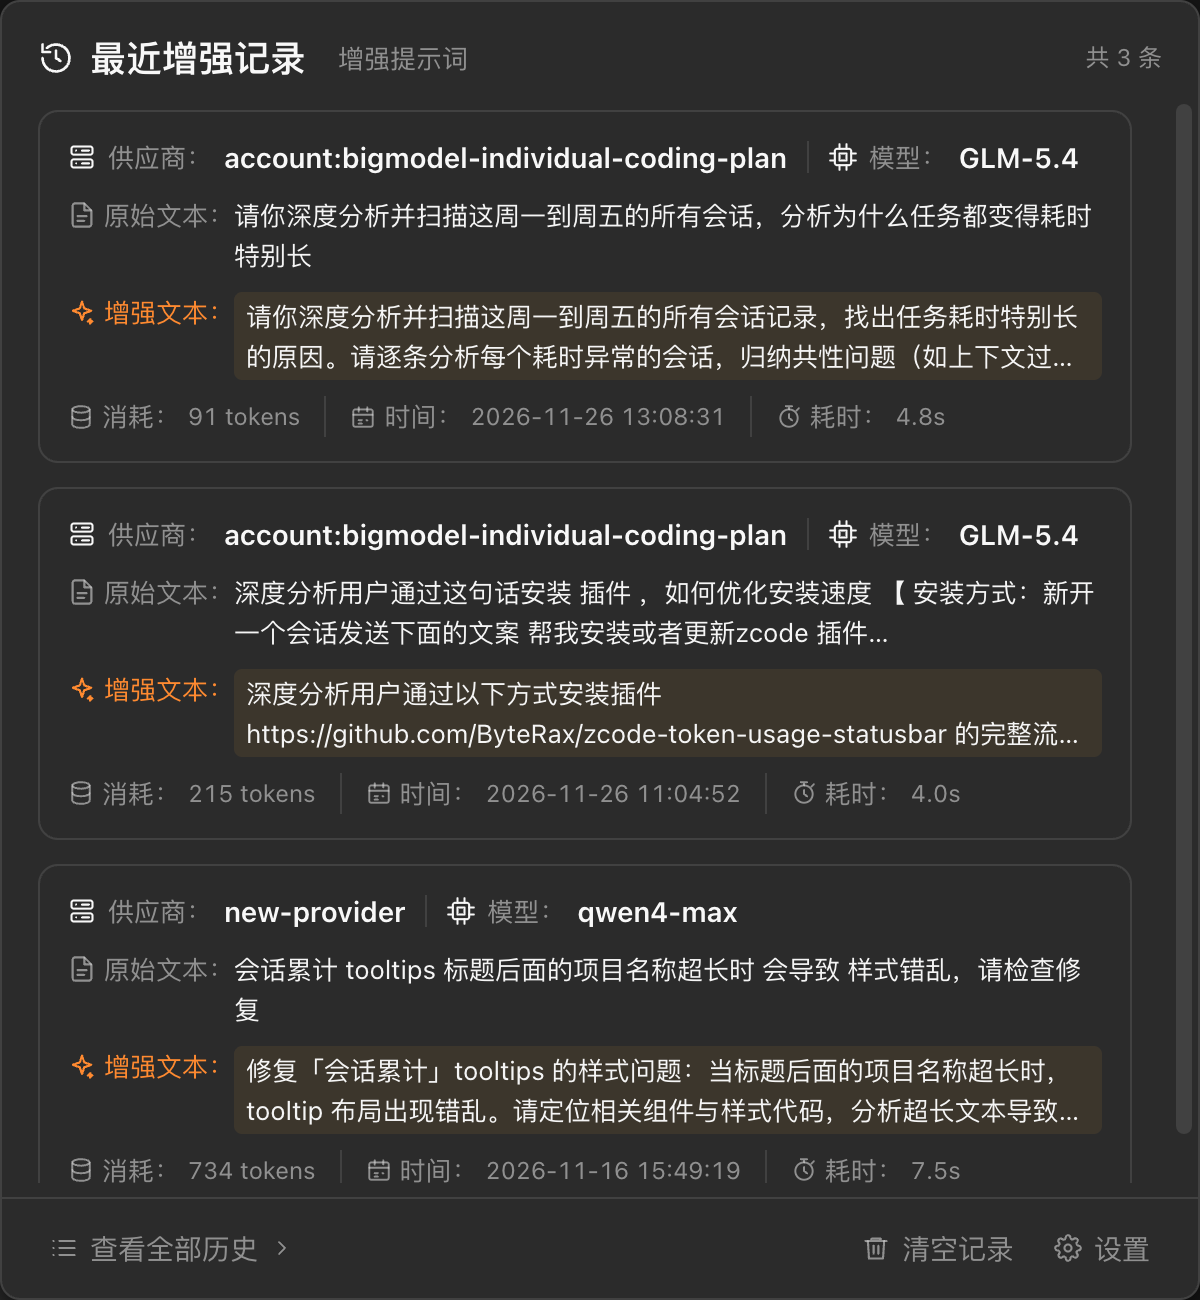 最近增强记录 增强提示词 共 3 条
供应商： account:bigmodel-individual-coding-plan 模型： GLM-5.4
原始文本： 请你深度分析并扫描这周一到周五的所有会话，分析为什么任务都变得耗时
特别长
增强文本： 请你深度分析并扫描这周一到周五的所有会话记录，找出任务耗时特别长
的原因。请逐条分析每个耗时异常的会话，归纳共性问题（如上下文过...
消耗： 91 tokens 时间： 2026-11-26 13:08:31 耗时： 4.8s
供应商： account:bigmodel-individual-coding-plan 模型： GLM-5.4
原始文本： 深度分析用户通过这句话安装 插件 ，如何优化安装速度 【 安装方式：新开
一个会话发送下面的文案 帮我安装或者更新zcode 插件...
增强文本： 深度分析用户通过以下方式安装插件
https://github.com/ByteRax/zcode-token-usage-statusbar 的完整流...
消耗： 215 tokens 时间： 2026-11-26 11:04:52 耗时： 4.0s
供应商： new-provider 模型： qwen4-max
原始文本： 会话累计 tooltips 标题后面的项目名称超长时 会导致 样式错乱，请检查修
复
增强文本： 修复「会话累计」tooltips 的样式问题：当标题后面的项目名称超长时，
tooltip 布局出现错乱。请定位相关组件与样式代码，分析超长文本导致...
消耗： 734 tokens 时间： 2026-11-16 15:49:19 耗时： 7.5s
查看全部历史 清空记录 设置